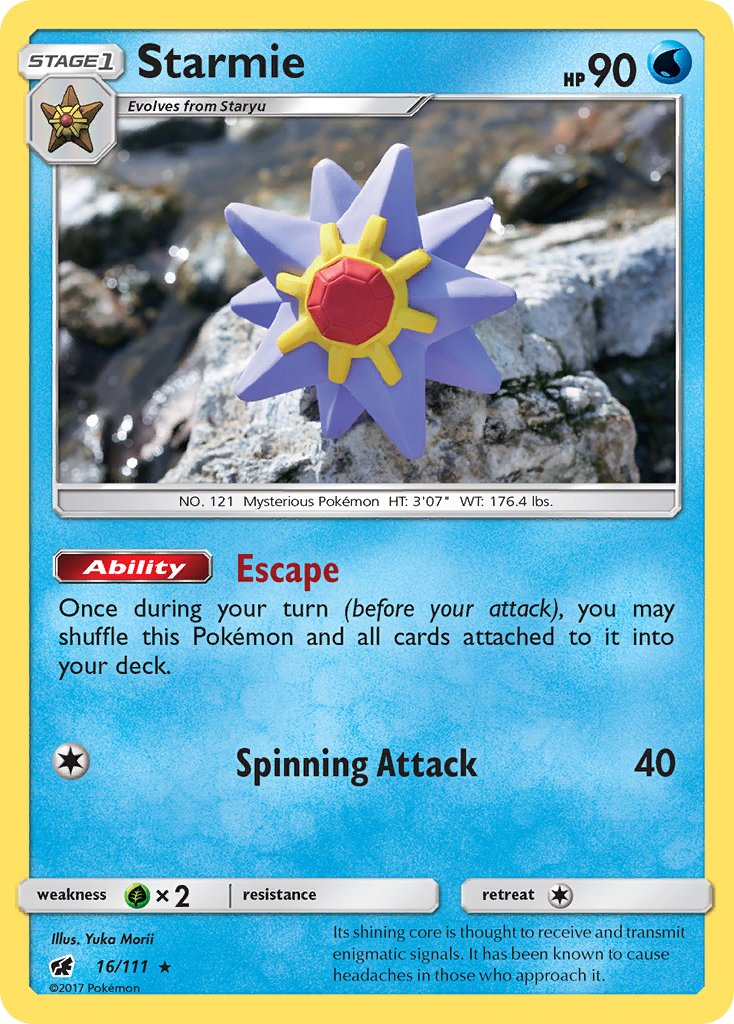 STAGE1
Starmie
HP 90
Evolves from Staryu
NO. 121 Mysterious Pokémon HT: 3'07" WT: 176.4 lbs.
Ability Escape
Once during your turn (before your attack), you may
shuffle this Pokémon and all cards attached to it into
your deck.
Spinning Attack 40
weakness ×2 resistance retreat
Illus. Yuka Morii
16/111 ★
©2017 Pokémon
Its shining core is thought to receive and transmit
enigmatic signals. It has been known to cause
headaches in those who approach it.